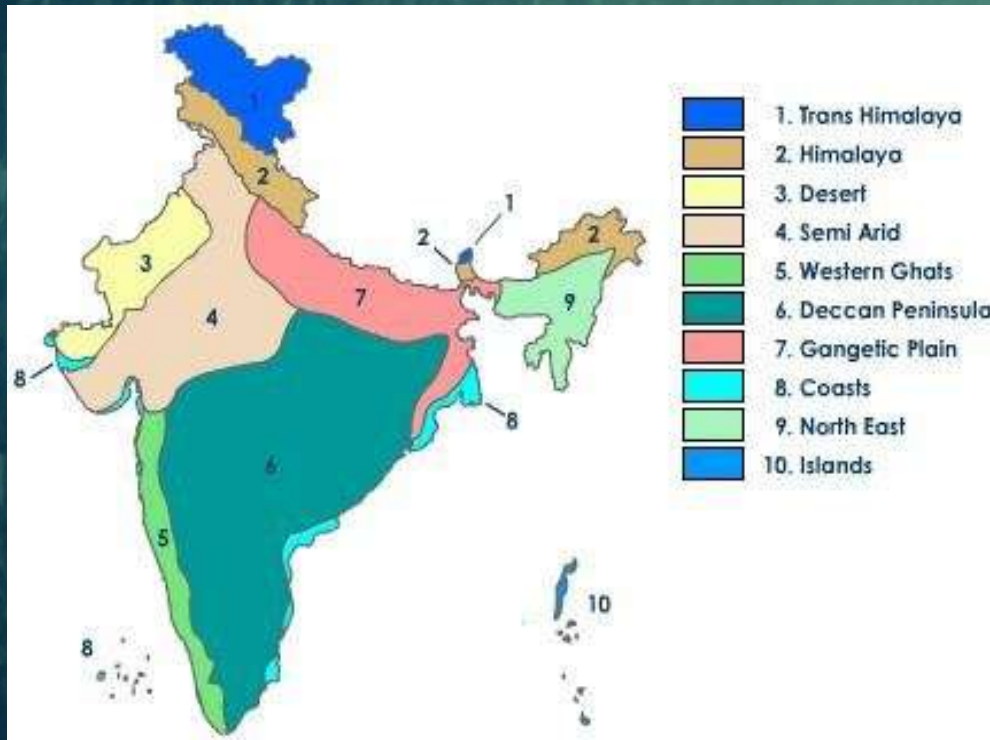 1
2
3
4
5
6
7
8
8
9
1
2
2
8
10
1. Trans Himalaya
2. Himalaya
3. Desert
4. Semi Arid
5. Western Ghats
6. Deccan Peninsula
7. Gangetic Plain
8. Coasts
9. North East
10. Islands